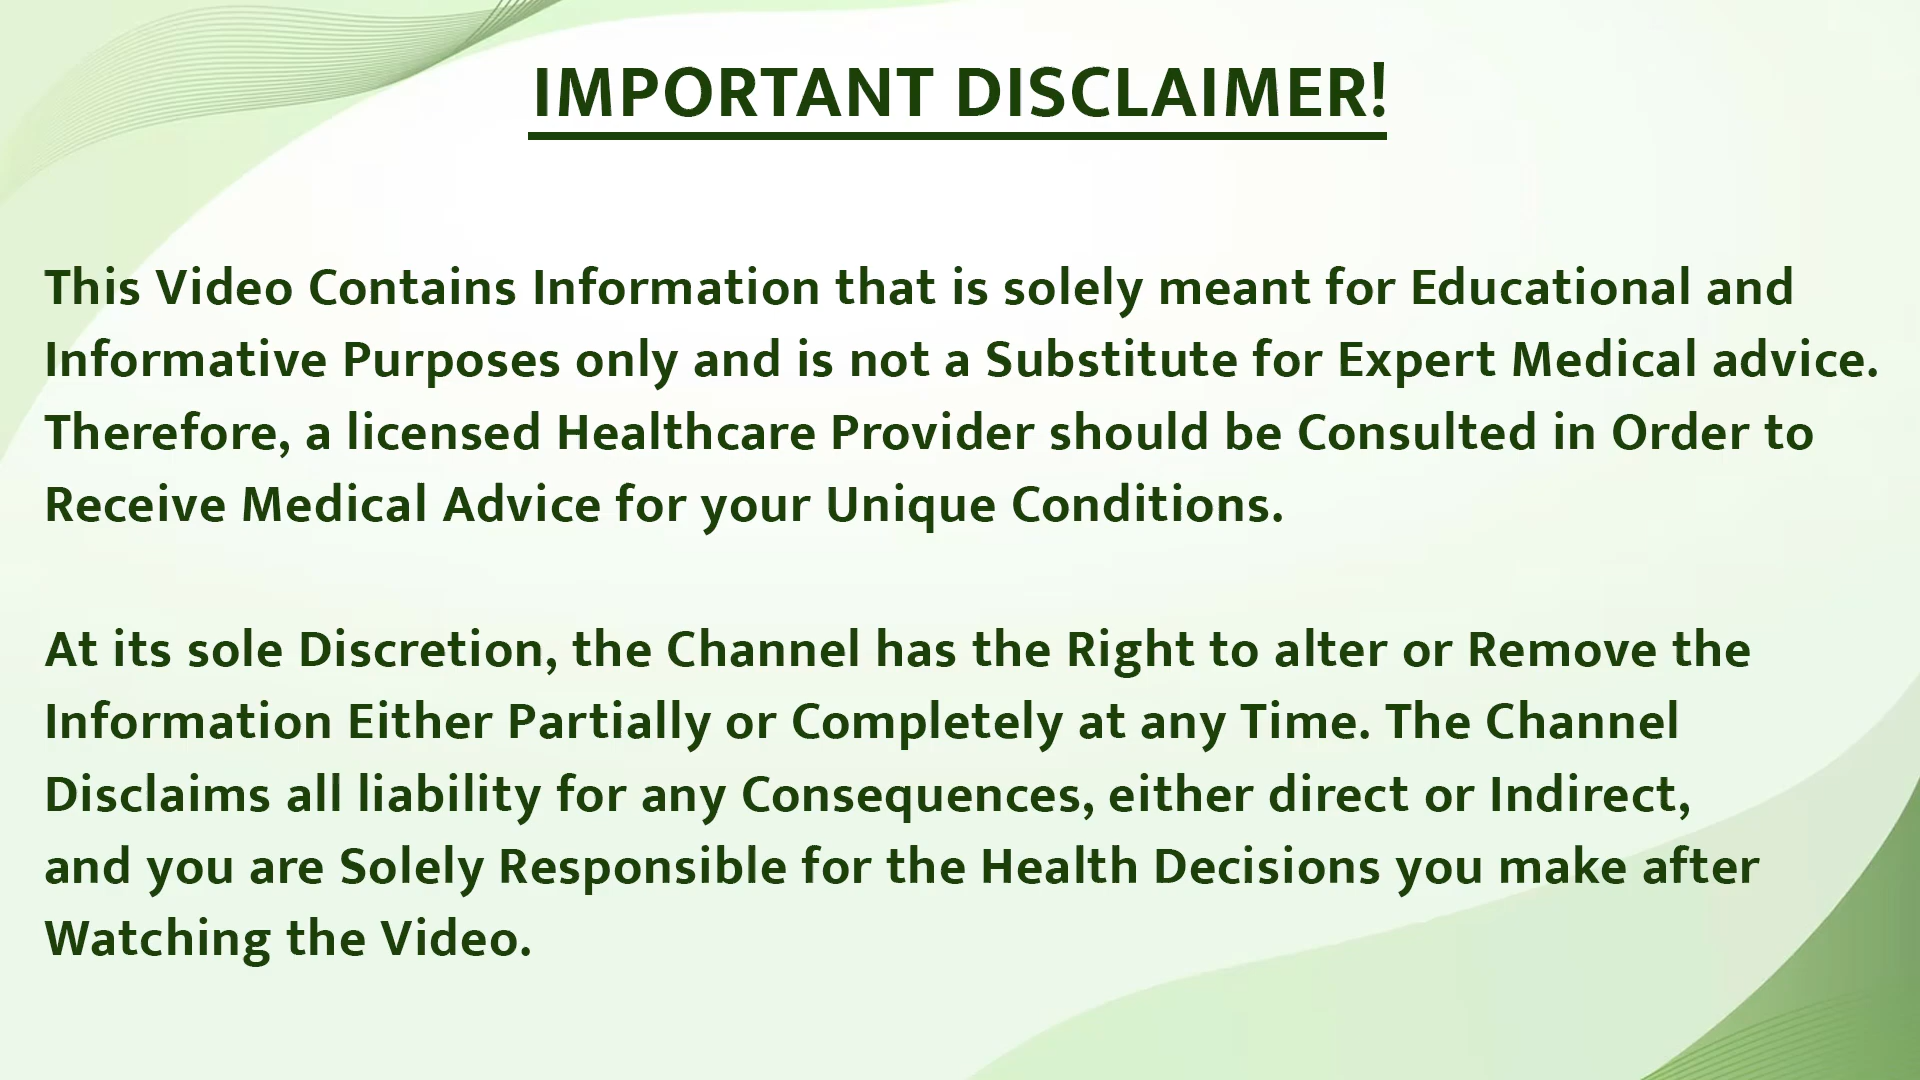 IMPORTANT DISCLAIMER!
This Video Contains Information that is solely meant for Educational and
Informative Purposes only and is not a Substitute for Expert Medical advice.
Therefore, a licensed Healthcare Provider should be Consulted in Order to
Receive Medical Advice for your Unique Conditions.
At its sole Discretion, the Channel has the Right to alter or Remove the
Information Either Partially or Completely at any Time. The Channel
Disclaims all liability for any Consequences, either direct or Indirect,
and you are Solely Responsible for the Health Decisions you make after
Watching the Video.